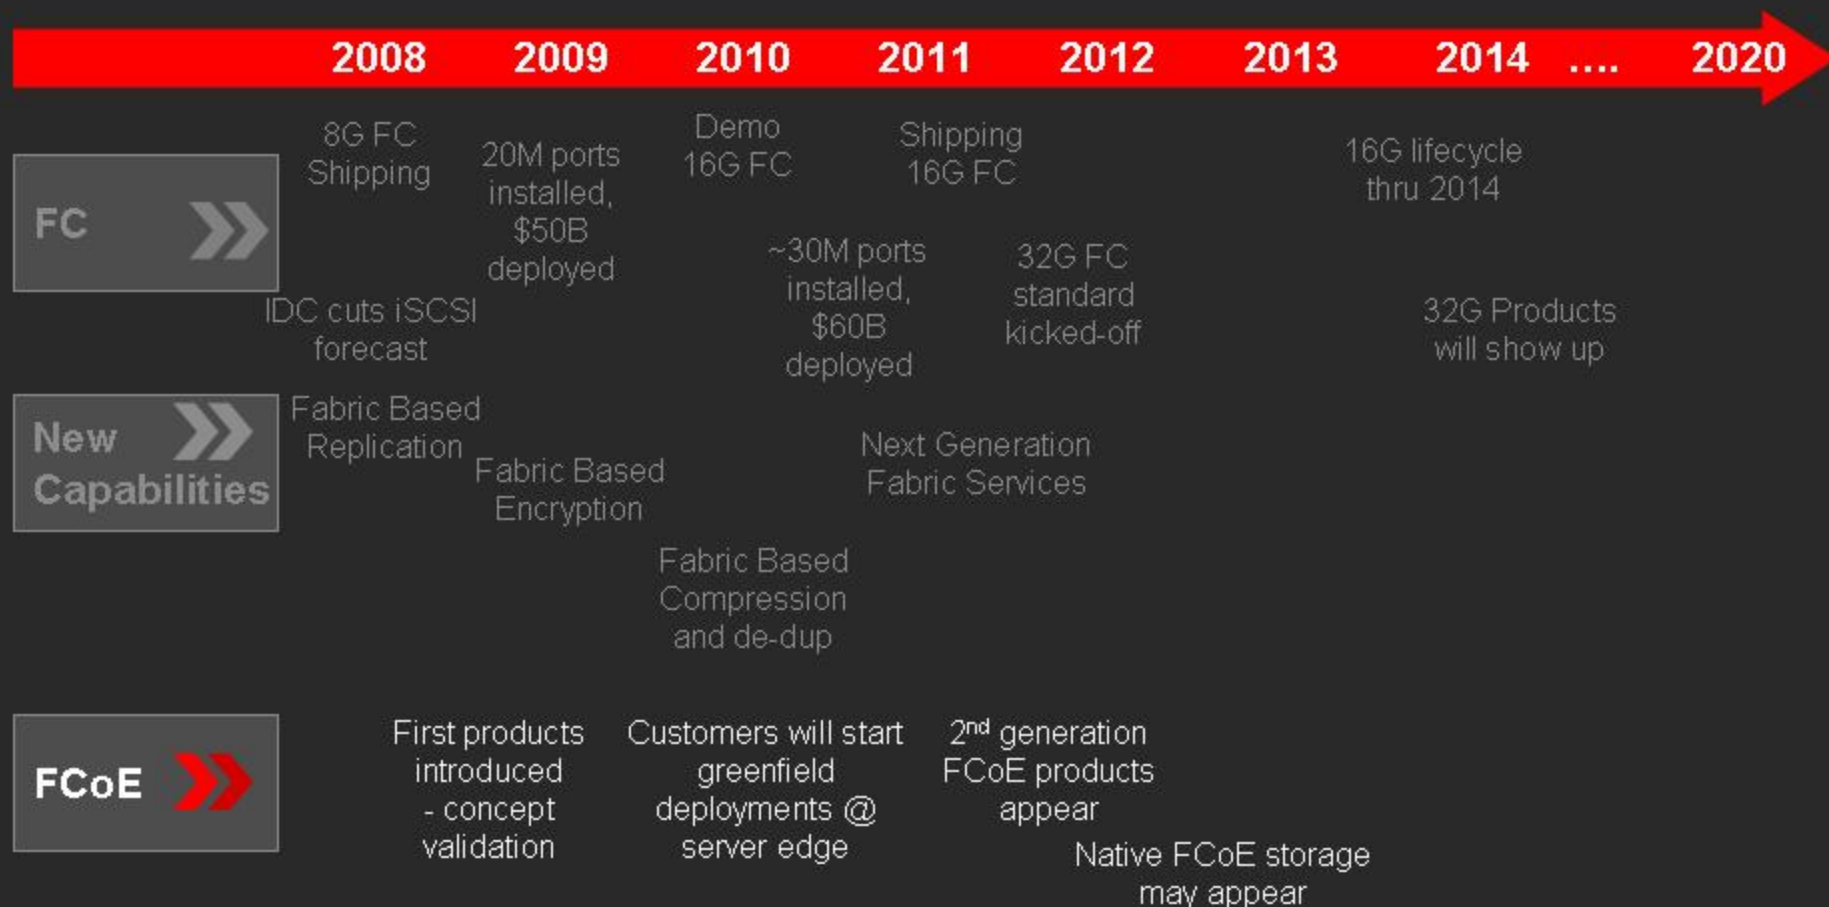 2008 2009 2010 2011 2012 2013 2014 .... 2020
FC
8G FC
Shipping
20M ports
installed,
$50B
deployed
Demo
16G FC
Shipping
16G FC
16G lifecycle
thru 2014
IDC cuts iSCSI
forecast
~30M ports
installed,
$60B
deployed
32G FC
standard
kicked-off
32G Products
will show up
New
Capabilities
Fabric Based
Replication
Fabric Based
Encryption
Fabric Based
Compression
and de-dup
Next Generation
Fabric Services
FCoE
First products
introduced
- concept
validation
Customers will start
greenfield
deployments @
server edge
2nd generation
FCoE products
appear
Native FCoE storage
may appear